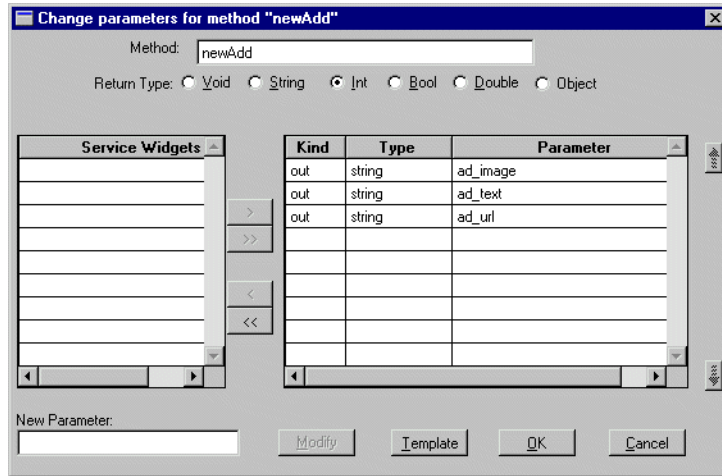 Change parameters for method "newAdd"
Method: newAdd
Return Type: Void String Int Bool Double Object
Service Widgets Kind Type Parameter
out string ad_image
out string ad_text
out string ad_url
>
>>
<
<<
New Parameter:
Modify Template OK Cancel